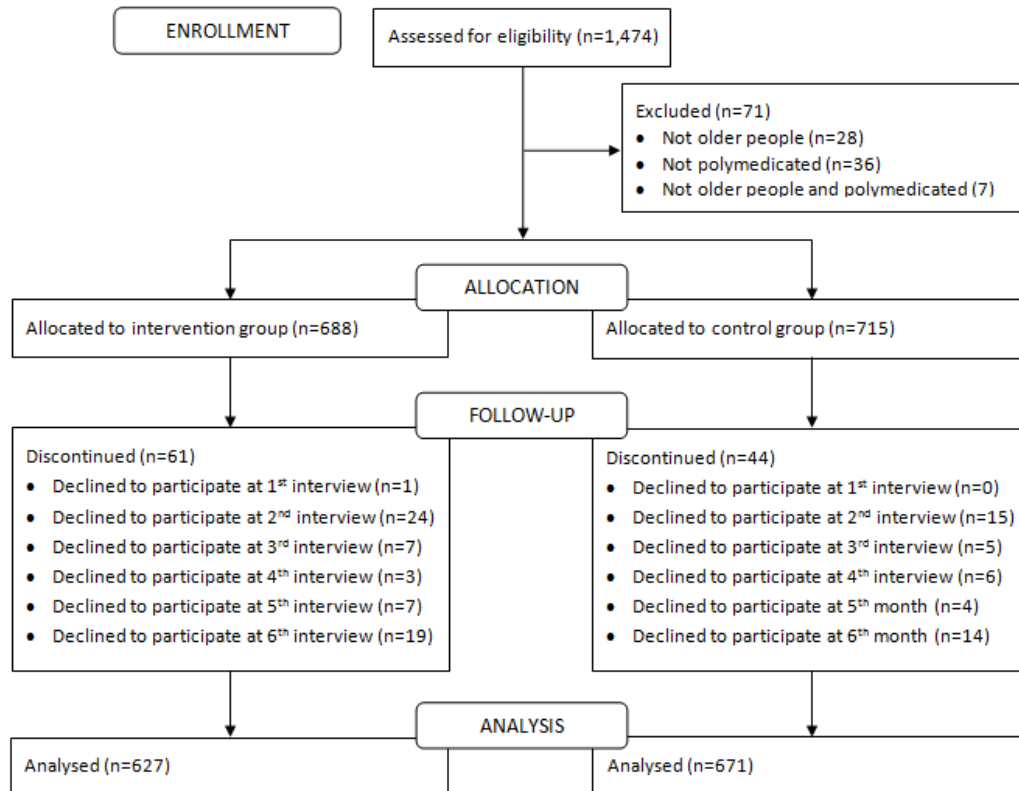 ENROLLMENT
Assessed for eligibility (n=1,474)
Excluded (n=71)
• Not older people (n=28)
• Not polymedicated (n=36)
• Not older people and polymedicated (7)
ALLOCATION
Allocated to intervention group (n=688)
Allocated to control group (n=715)
FOLLOW-UP
Discontinued (n=61)
• Declined to participate at 1st interview (n=1)
• Declined to participate at 2nd interview (n=24)
• Declined to participate at 3rd interview (n=7)
• Declined to participate at 4th interview (n=3)
• Declined to participate at 5th interview (n=7)
• Declined to participate at 6th interview (n=19)
Discontinued (n=44)
• Declined to participate at 1st interview (n=0)
• Declined to participate at 2nd interview (n=15)
• Declined to participate at 3rd interview (n=5)
• Declined to participate at 4th interview (n=6)
• Declined to participate at 5th month (n=4)
• Declined to participate at 6th month (n=14)
ANALYSIS
Analysed (n=627)
Analysed (n=671)